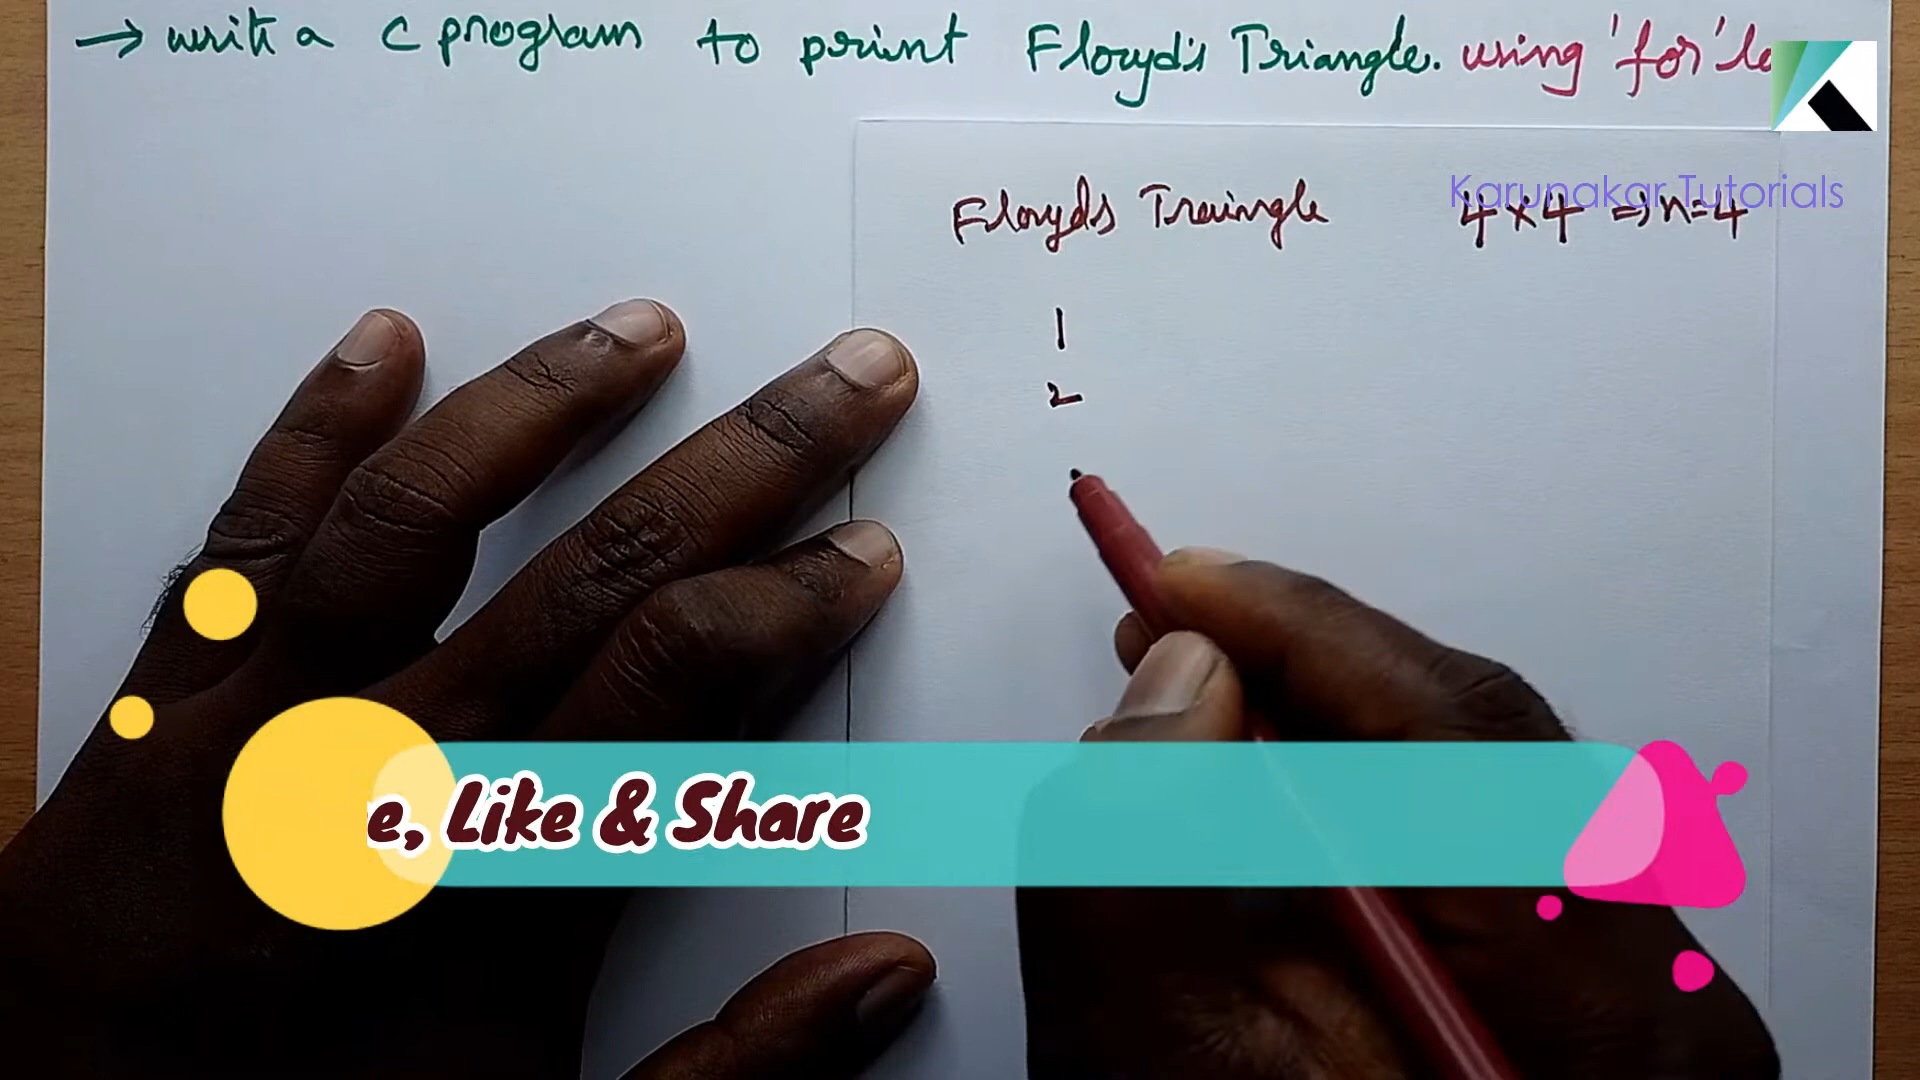 → write a c program to print Floyd's Triangle. using 'for' lo
Karunakar Tutorials
Floyds Traingle 4×4 ⇒ n=4
1
2
e, Like & Share